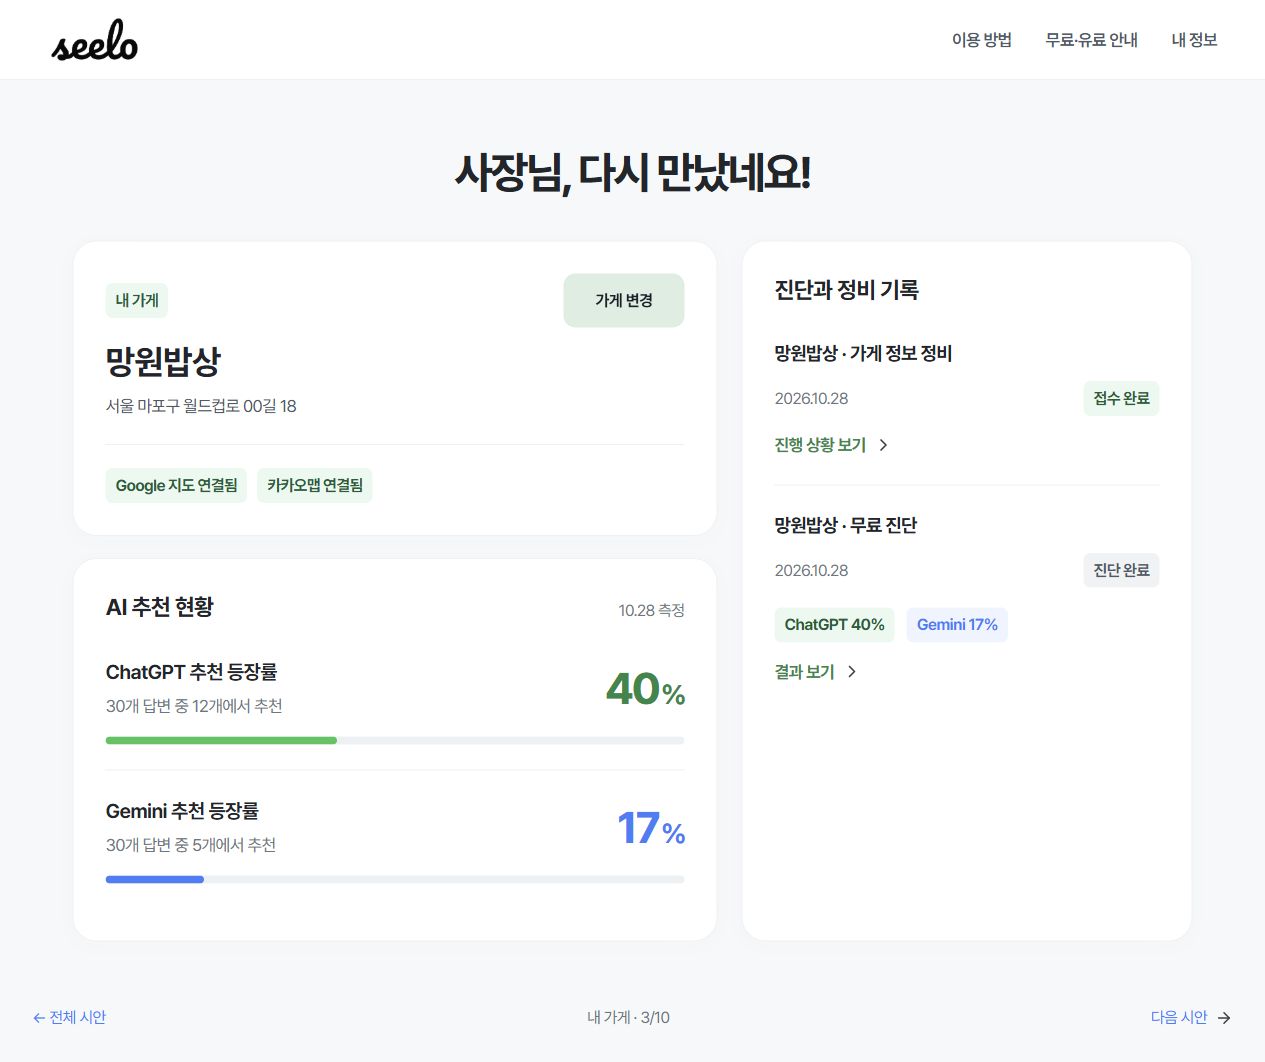 seelo
이용 방법
무료·유료 안내
내 정보
사장님, 다시 만났네요!
내 가게
가게 변경
망원밥상
서울 마포구 월드컵로 00길 18
Google 지도 연결됨
카카오맵 연결됨
AI 추천 현황
10.28 측정
ChatGPT 추천 등장률
30개 답변 중 12개에서 추천
40%
Gemini 추천 등장률
30개 답변 중 5개에서 추천
17%
진단과 정비 기록
망원밥상 · 가게 정보 정비
2026.10.28
접수 완료
진행 상황 보기
망원밥상 · 무료 진단
2026.10.28
진단 완료
ChatGPT 40%
Gemini 17%
결과 보기
← 전체 시안
내 가게 · 3/10
다음 시안 →